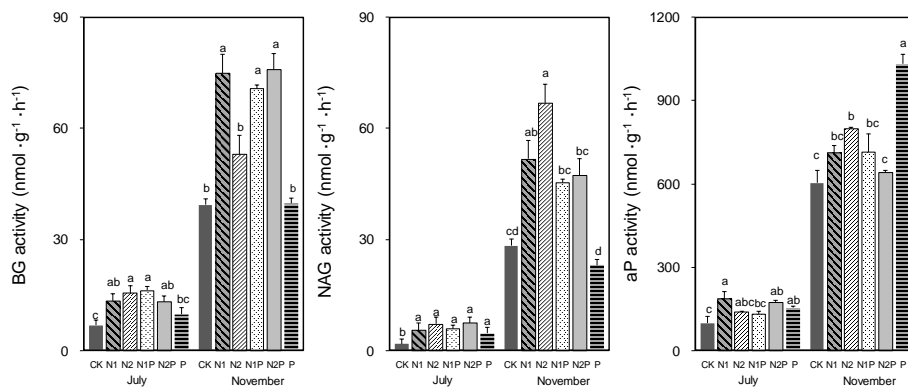 BG activity (nmol ·g⁻¹ ·h⁻¹)
90
60
30
0
c ab a a ab bc
b a b a a b
CK N1 N2 N1P N2P P CK N1 N2 N1P N2P P
July November
NAG activity (nmol ·g⁻¹ ·h⁻¹)
90
60
30
0
b a a a a a
cd ab a bc bc d
CK N1 N2 N1P N2P P CK N1 N2 N1P N2P P
July November
aP activity (nmol ·g⁻¹ ·h⁻¹)
1200
900
600
300
0
c a abc bc ab ab
c bc b bc c a
CK N1 N2 N1P N2P P CK N1 N2 N1P N2P P
July November